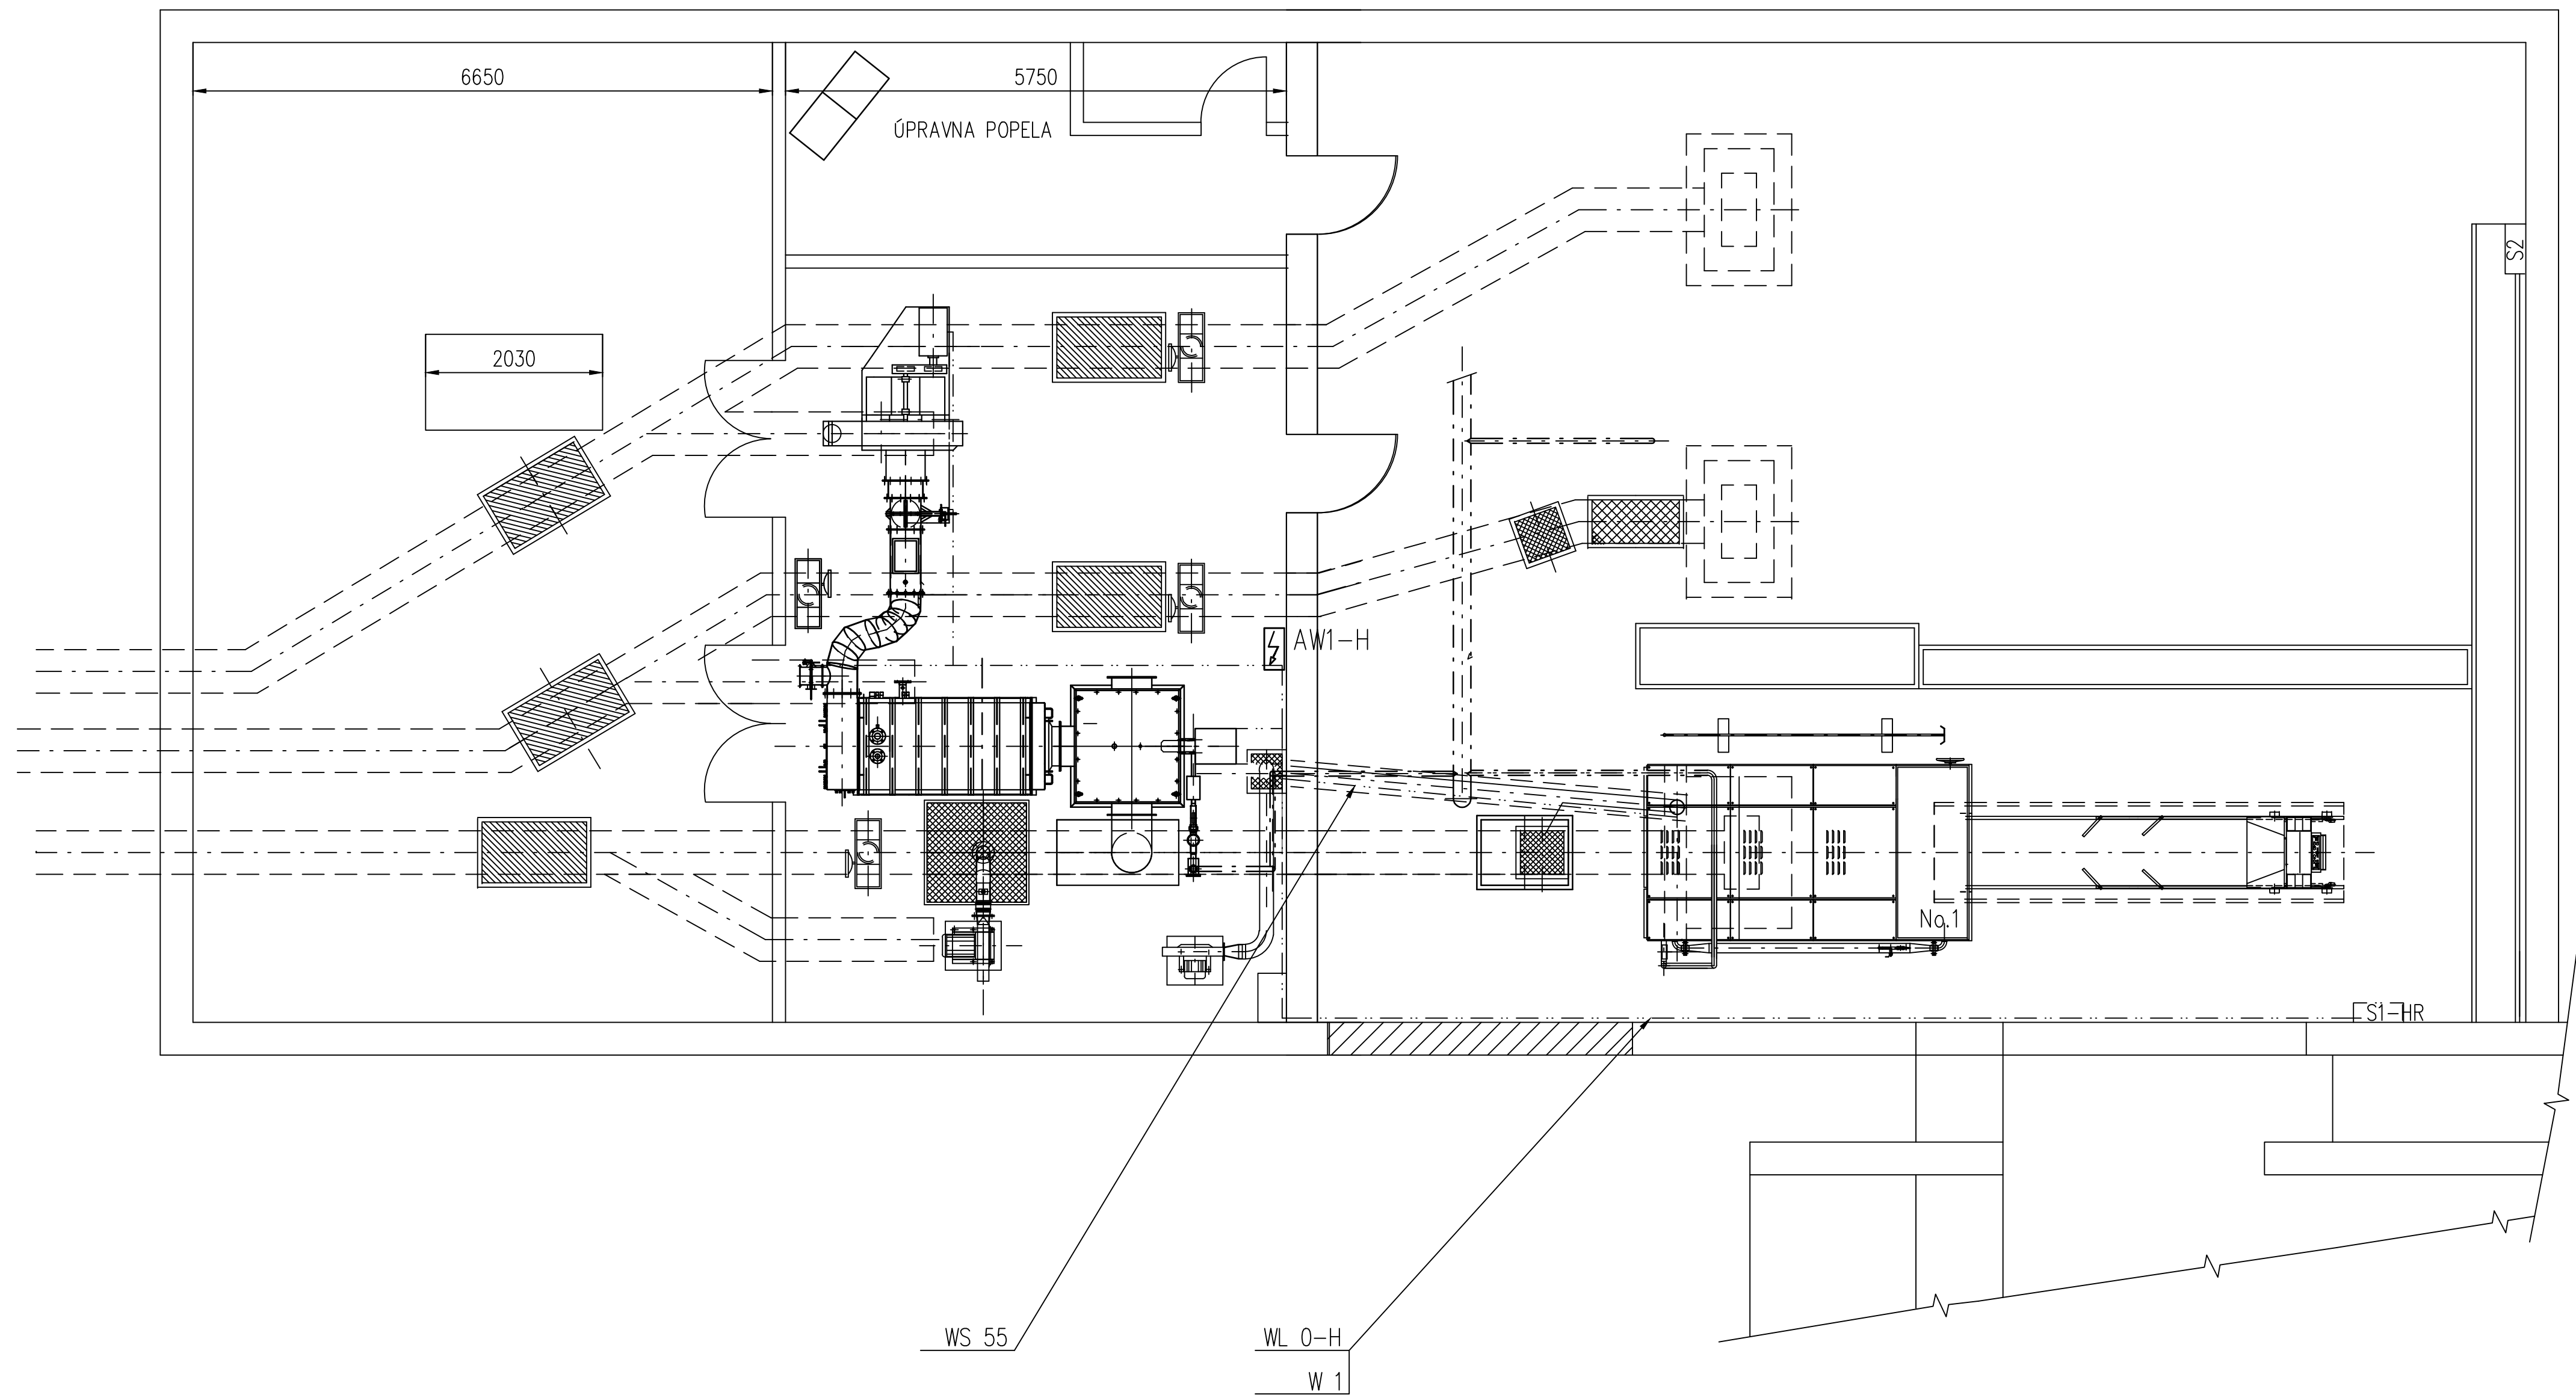 6650
5750
ÚPRAVNA POPELA
S2
2030
AW1-H
No.1
S1-HR
WS 55
WL 0-H
W 1